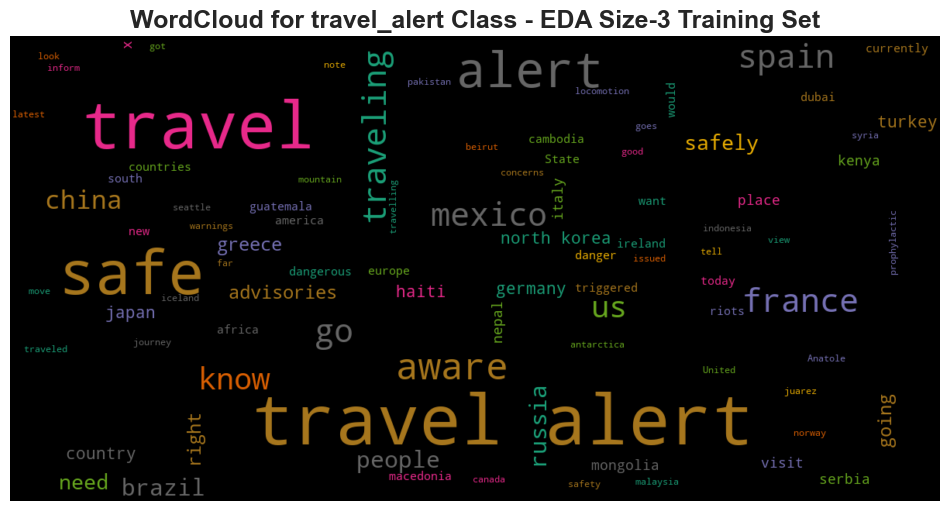 WordCloud for travel_alert Class - EDA Size-3 Training Set
x
got
look
inform
note
latest
travel
traveling
alert
spain
currently
pakistan
locomotion
would
dubai
turkey
goes
syria
safely
beirut
cambodia
State
good
kenya
countries
south
mountain
concerns
china
seattle
guatemala
america
travelling
mexico
italy
want
place
new
warnings
greece
north korea
ireland
indonesia
view
prophylactic
safe
far
dangerous
europe
danger
issued
tell
move
iceland
advisories
haiti
germany
triggered
today
japan
us
riots
france
africa
go
nepal
journey
traveled
antarctica
Anatole
aware
know
United
juarez
travel alert
russia
right
going
norway
country
people
mongolia
visit
macedonia
canada
need
brazil
safety
malaysia
serbia